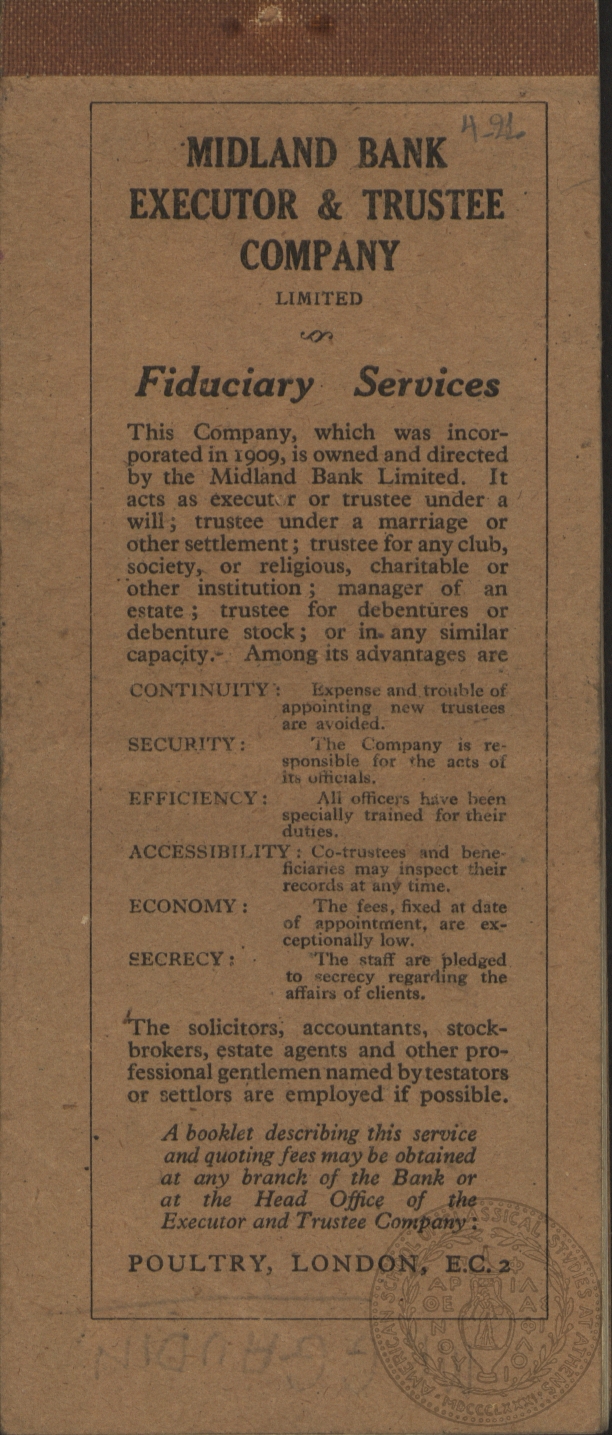 4-21
MIDLAND BANK
EXECUTOR & TRUSTEE
COMPANY
LIMITED
Fiduciary Services
This Company, which was incor-
porated in 1909, is owned and directed
by the Midland Bank Limited. It
acts as executor or trustee under a
will; trustee under a marriage or
other settlement; trustee for any club,
society, or religious, charitable or
other institution; manager of an
estate; trustee for debentures or
debenture stock; or in any similar
capacity. Among its advantages are
CONTINUITY: Expense and trouble of
appointing new trustees
are avoided.
SECURITY: The Company is re-
sponsible for the acts of
its officials.
EFFICIENCY: All officers have been
specially trained for their
duties.
ACCESSIBILITY: Co-trustees and bene-
ficiaries may inspect their
records at any time.
ECONOMY: The fees, fixed at date
of appointment, are ex-
ceptionally low.
SECRECY: The staff are pledged
to secrecy regarding the
affairs of clients.
The solicitors, accountants, stock-
brokers, estate agents and other pro-
fessional gentlemen named by testators
or settlors are employed if possible.
A booklet describing this service
and quoting fees may be obtained
at any branch of the Bank or
at the Head Office of the
Executor and Trustee Company:
POULTRY, LONDON, E.C.2
AMERICAN SCHOOL OF CLASSICAL STUDIES AT ATHENS